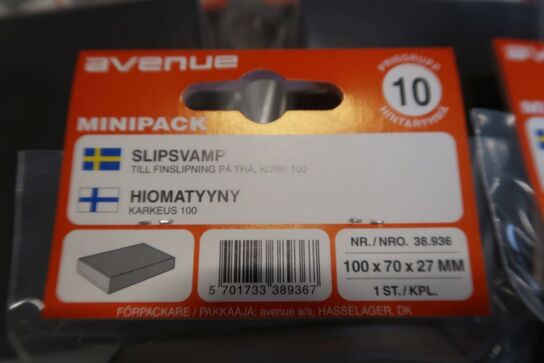 avenue
PRISGRUPP
10
HINTARYHMÄ
MINIPACK
SLIPSVAMP
TILL FINSLIPNING PÅ TRÄ, KORN 100
HIOMATYYNY
KARKEUS 100
NR./NRO. 38.936
100 x 70 x 27 MM
1 ST./KPL.
5 701733 389367
FÖRPACKARE / PAKKAAJA: avenue a/s, HASSELAGER, DK